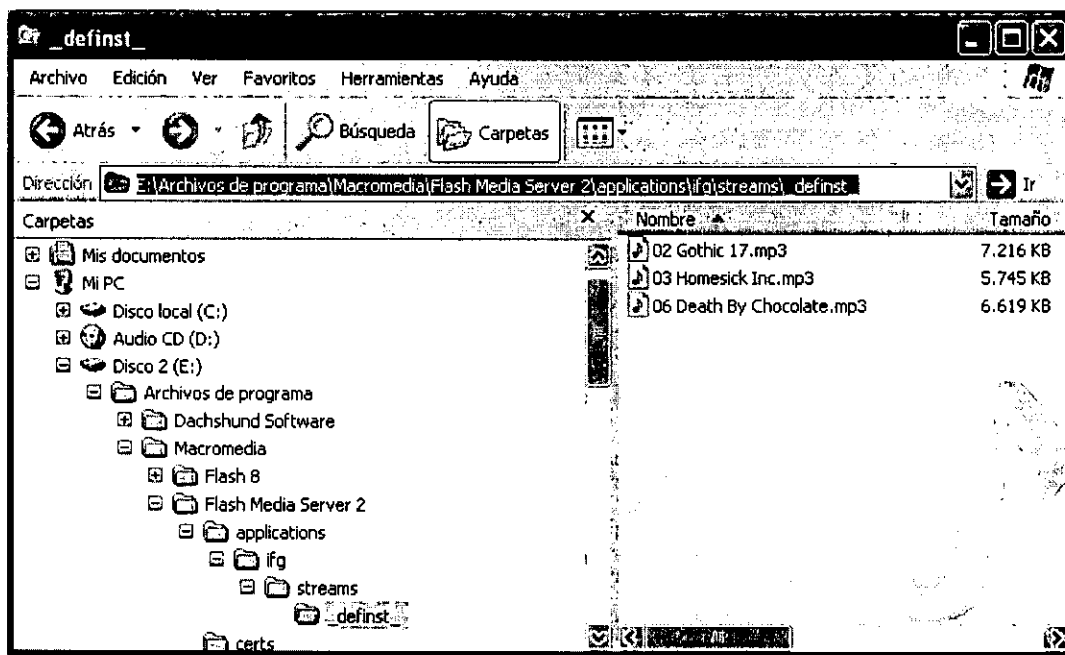 _definst_
Archivo Edición Ver Favoritos Herramientas Ayuda
Atrás Búsqueda Carpetas
Dirección E:\Archivos de programa\Macromedia\Flash Media Server 2\applications\ifg\streams\_definst_ Ir
Carpetas
Mis documentos
Mi PC
Disco local (C:)
Audio CD (D:)
Disco 2 (E:)
Archivos de programa
Dachshund Software
Macromedia
Flash 8
Flash Media Server 2
applications
ifg
streams
_definst_
certs
Nombre Tamaño
02 Gothic 17.mp3 7.216 KB
03 Homesick Inc.mp3 5.745 KB
06 Death By Chocolate.mp3 6.619 KB